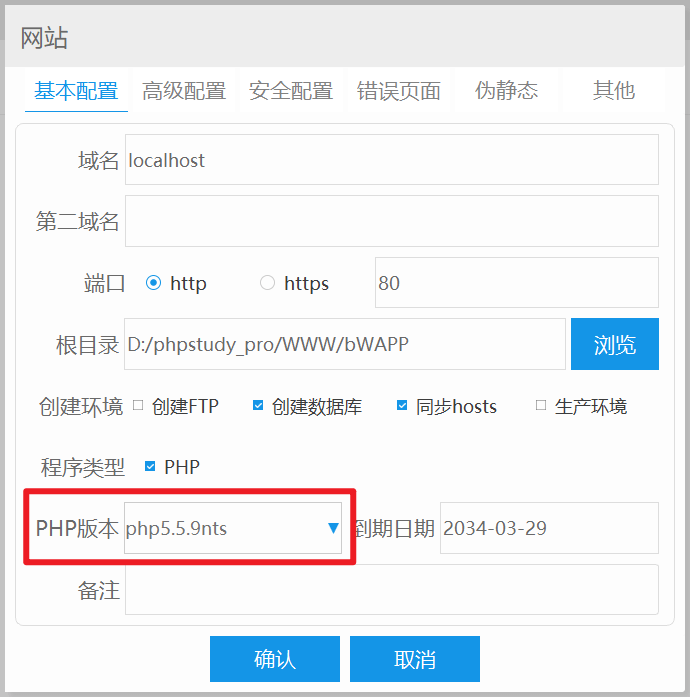 网站
基本配置 高级配置 安全配置 错误页面 伪静态 其他
域名 localhost
第二域名
端口 http https 80
根目录 D:/phpstudy_pro/WWW/bWAPP 浏览
创建环境 创建FTP 创建数据库 同步hosts 生产环境
程序类型 PHP
PHP版本 php5.5.9nts 到期日期 2034-03-29
备注
确认 取消